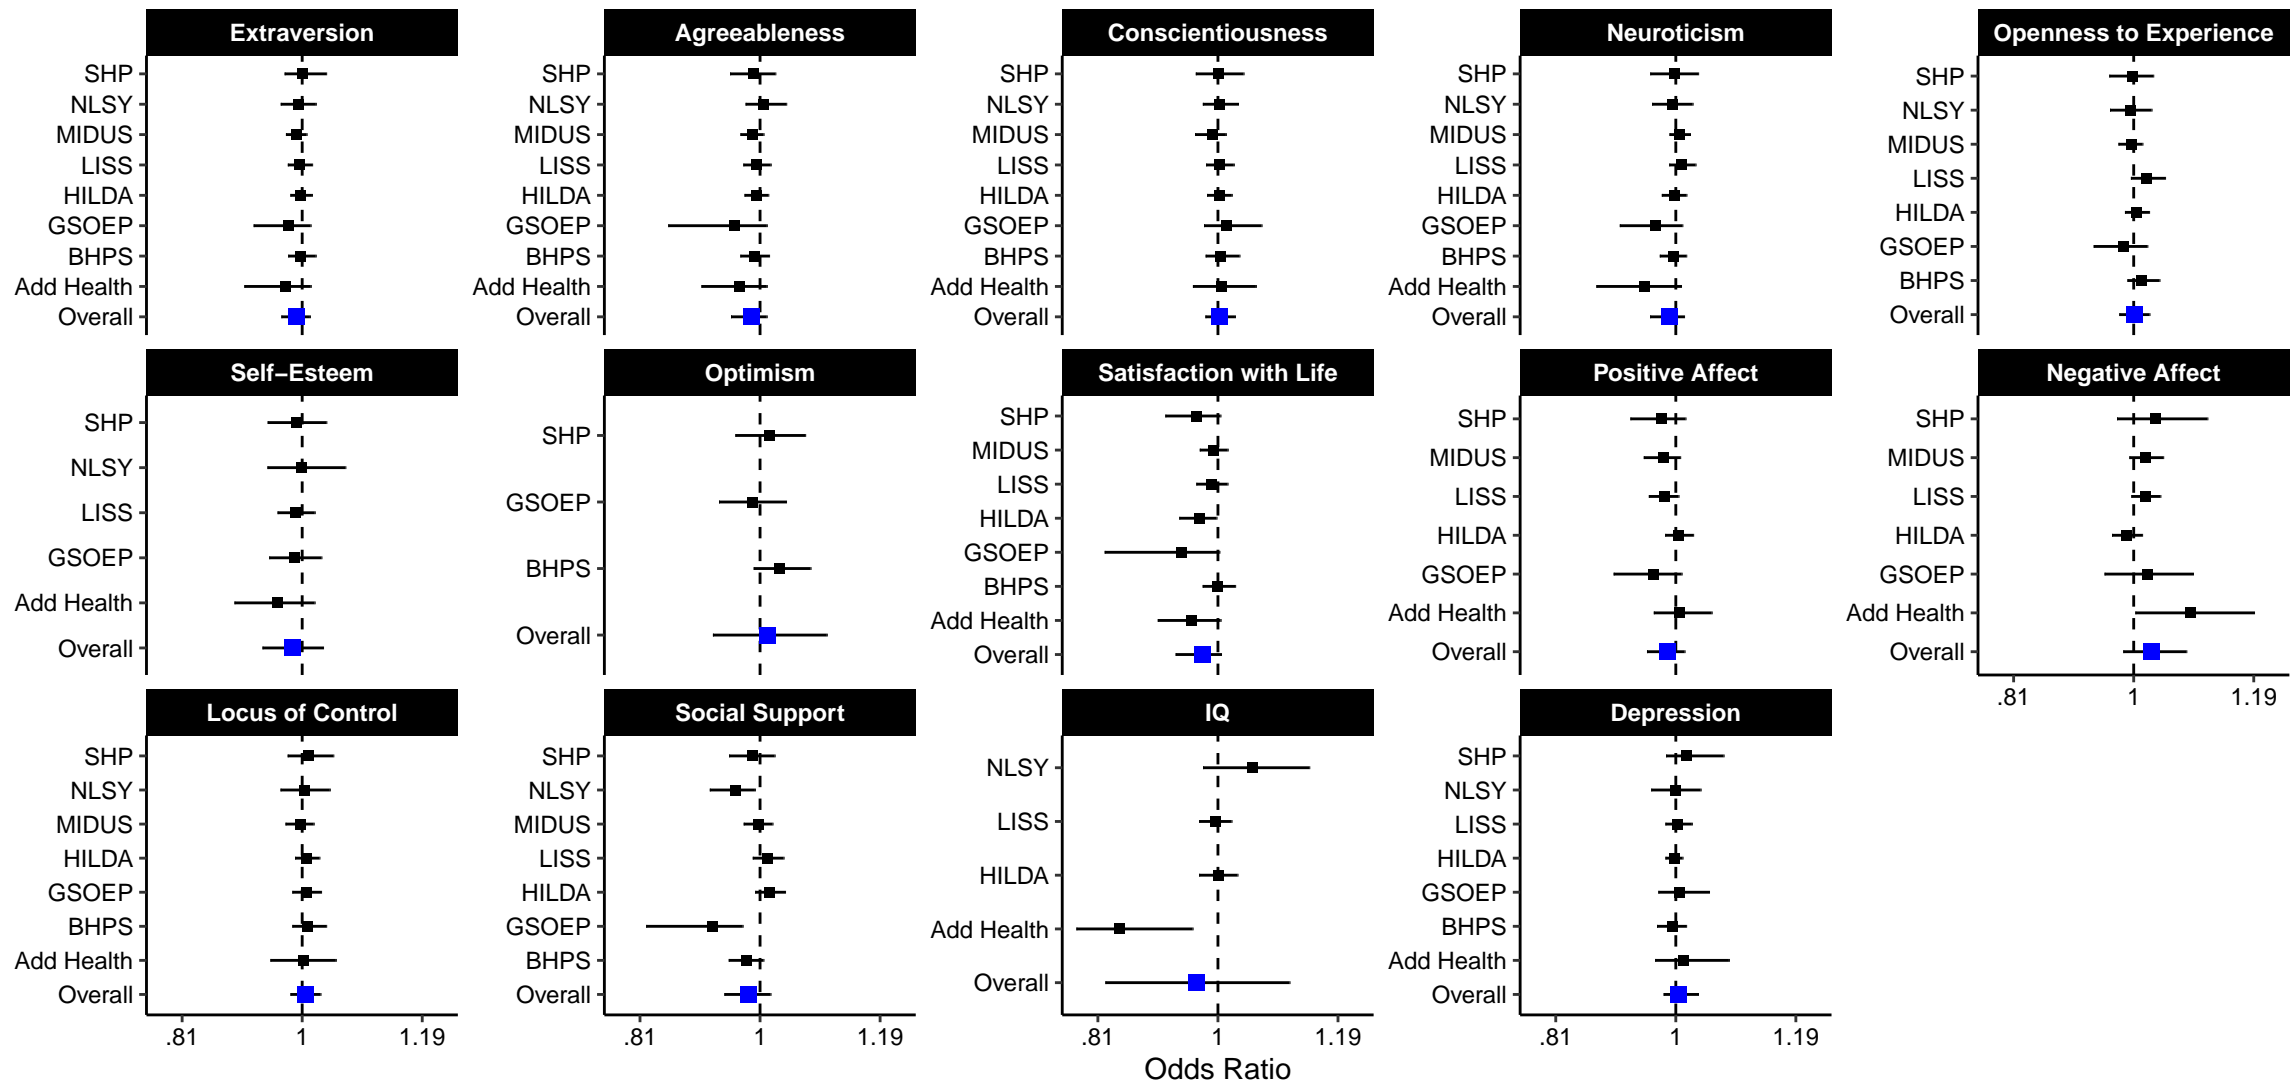 Extraversion
SHP
NLSY
MIDUS
LISS
HILDA
GSOEP
BHPS
Add Health
Overall
Agreeableness
SHP
NLSY
MIDUS
LISS
HILDA
GSOEP
BHPS
Add Health
Overall
Conscientiousness
SHP
NLSY
MIDUS
LISS
HILDA
GSOEP
BHPS
Add Health
Overall
Neuroticism
SHP
NLSY
MIDUS
LISS
HILDA
GSOEP
BHPS
Add Health
Overall
Openness to Experience
SHP
NLSY
MIDUS
LISS
HILDA
GSOEP
BHPS
Overall
Self−Esteem
SHP
NLSY
LISS
GSOEP
Add Health
Overall
Optimism
SHP
GSOEP
BHPS
Overall
Satisfaction with Life
SHP
MIDUS
LISS
HILDA
GSOEP
BHPS
Add Health
Overall
Positive Affect
SHP
MIDUS
LISS
HILDA
GSOEP
Add Health
Overall
Negative Affect
SHP
MIDUS
LISS
HILDA
GSOEP
Add Health
Overall
.81 1 1.19
Locus of Control
SHP
NLSY
MIDUS
HILDA
GSOEP
BHPS
Add Health
Overall
.81 1 1.19
Social Support
SHP
NLSY
MIDUS
LISS
HILDA
GSOEP
BHPS
Overall
.81 1 1.19
IQ
NLSY
LISS
HILDA
Add Health
Overall
.81 1 1.19
Depression
SHP
NLSY
LISS
HILDA
GSOEP
BHPS
Add Health
Overall
.81 1 1.19
Odds Ratio